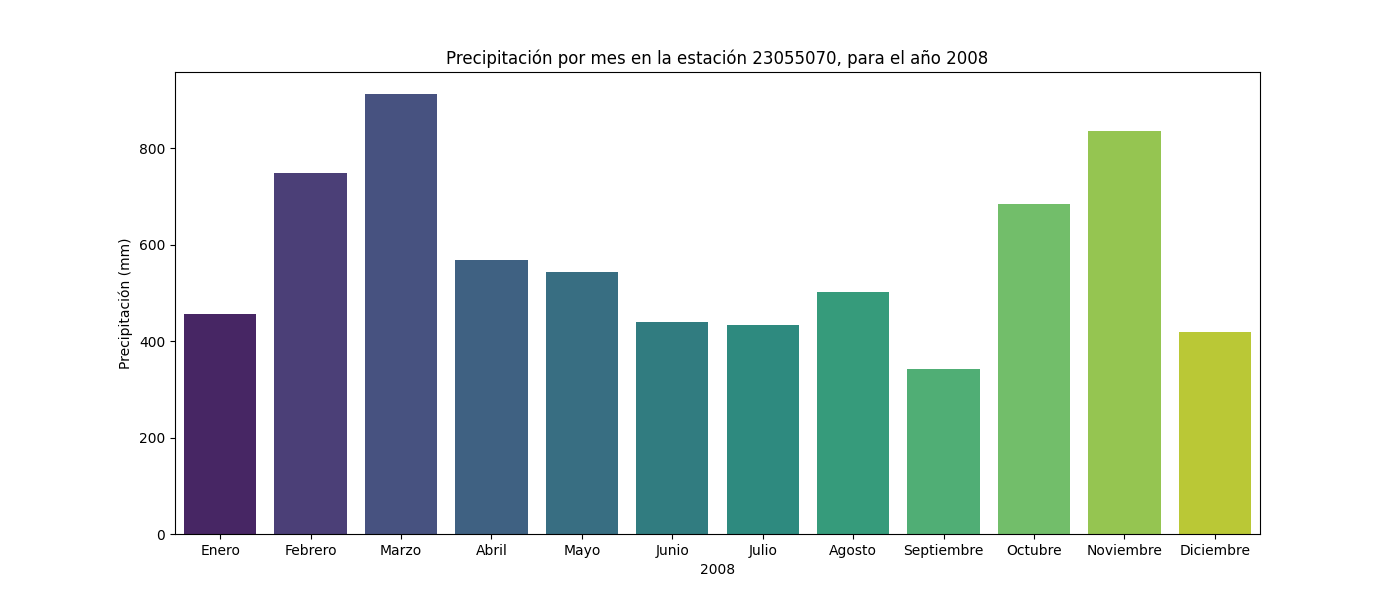 Precipitación por mes en la estación 23055070, para el año 2008
Precipitación (mm)
800
600
400
200
0
Enero Febrero Marzo Abril Mayo Junio Julio Agosto Septiembre Octubre Noviembre Diciembre
2008